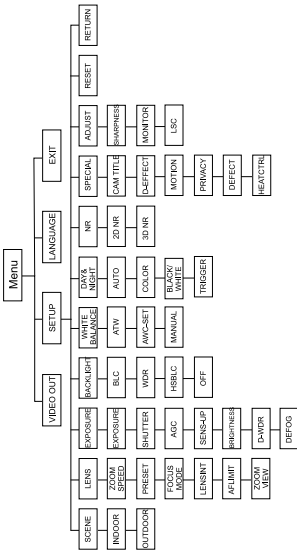 Menu
VIDEO OUT
SETUP
LANGUAGE
EXIT
SCENE
INDOOR
OUTDOOR
LENS
ZOOM
SPEED
PRESET
FOCUS
MODE
LENSINT
AFLIMIT
ZOOM
VIEW
EXPOSURE
EXPOSURE
SHUTTER
AGC
SENS-UP
BRIGHTNESS
D-WDR
DEFOG
BACKLIGHT
BLC
WDR
HSBLC
OFF
WHITE
BALANCE
ATW
AWC-SET
MANUAL
DAY&
NIGHT
AUTO
COLOR
BLACK/
WHITE
TRIGGER
NR
2D NR
3D NR
SPECIAL
CAM TITLE
D-EFFECT
MOTION
PRIVACY
DEFECT
HEATCTRL
ADJUST
SHARPNESS
MONITOR
LSC
RESET
RETURN